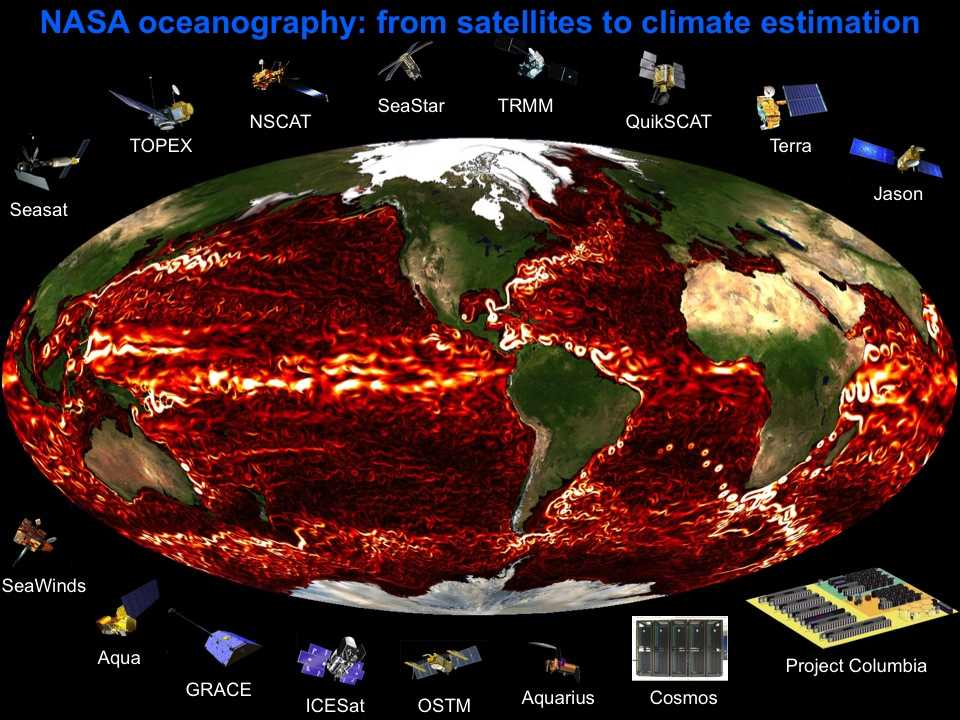 NASA oceanography: from satellites to climate estimation
SeaStar
TRMM
NSCAT
QuikSCAT
TOPEX
Terra
Jason
Seasat
SeaWinds
Aqua
GRACE
ICESat
OSTM
Aquarius
Cosmos
Project Columbia